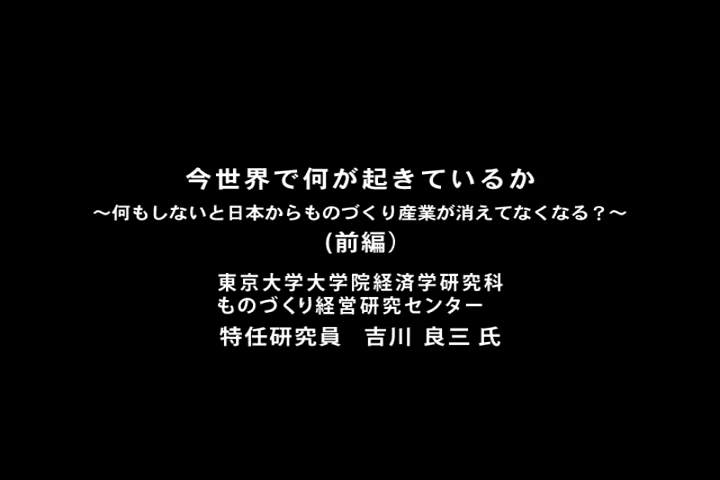 今世界で何が起きているか
～何もしないと日本からものづくり産業が消えてなくなる？～
(前編）
東京大学大学院経済学研究科
ものづくり経営研究センター
特任研究員　吉川 良三 氏